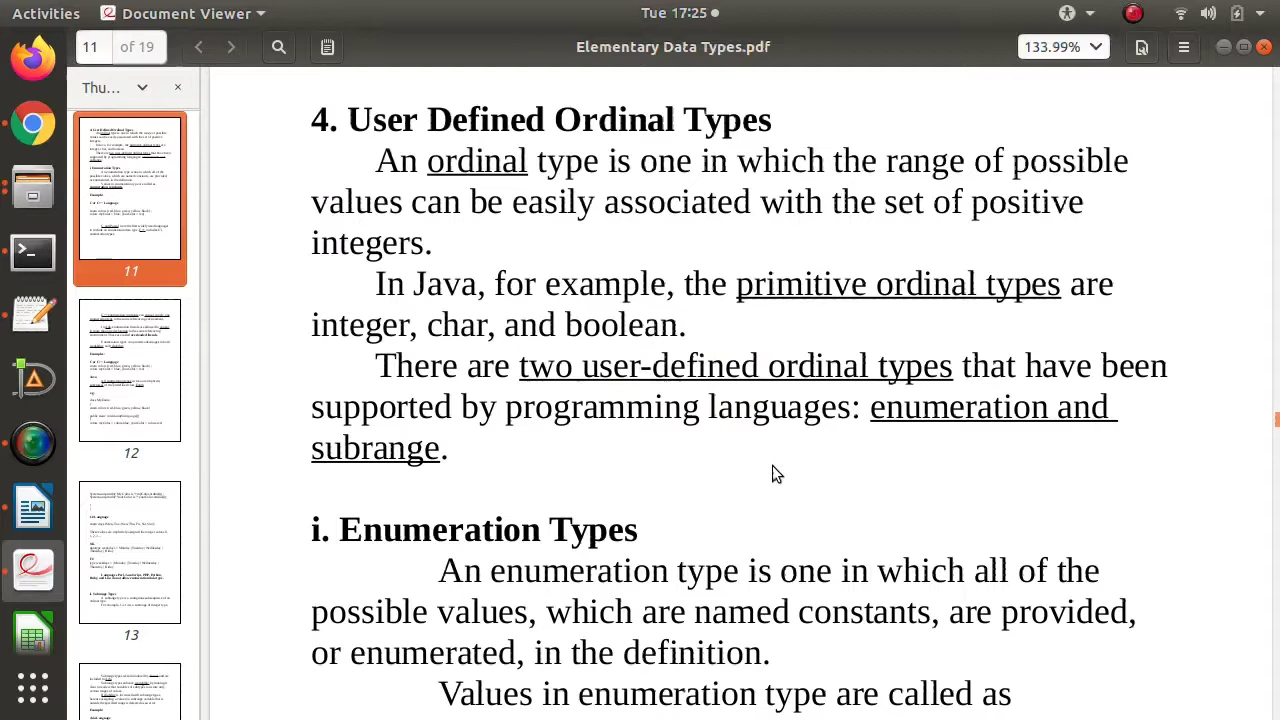 Activities
Document Viewer
Tue 17:25
11
of 19
Elementary Data Types.pdf
133.99%
Thu...
11
12
13
4. User Defined Ordinal Types
An ordinal type is one in which the range of possible
values can be easily associated with the set of positive
integers.
In Java, for example, the primitive ordinal types are
integer, char, and boolean.
There are two user-defined ordinal types that have been
supported by programming languages: enumeration and
subrange.
i. Enumeration Types
An enumeration type is one in which all of the
possible values, which are named constants, are provided,
or enumerated, in the definition.
Values in enumeration type are called as